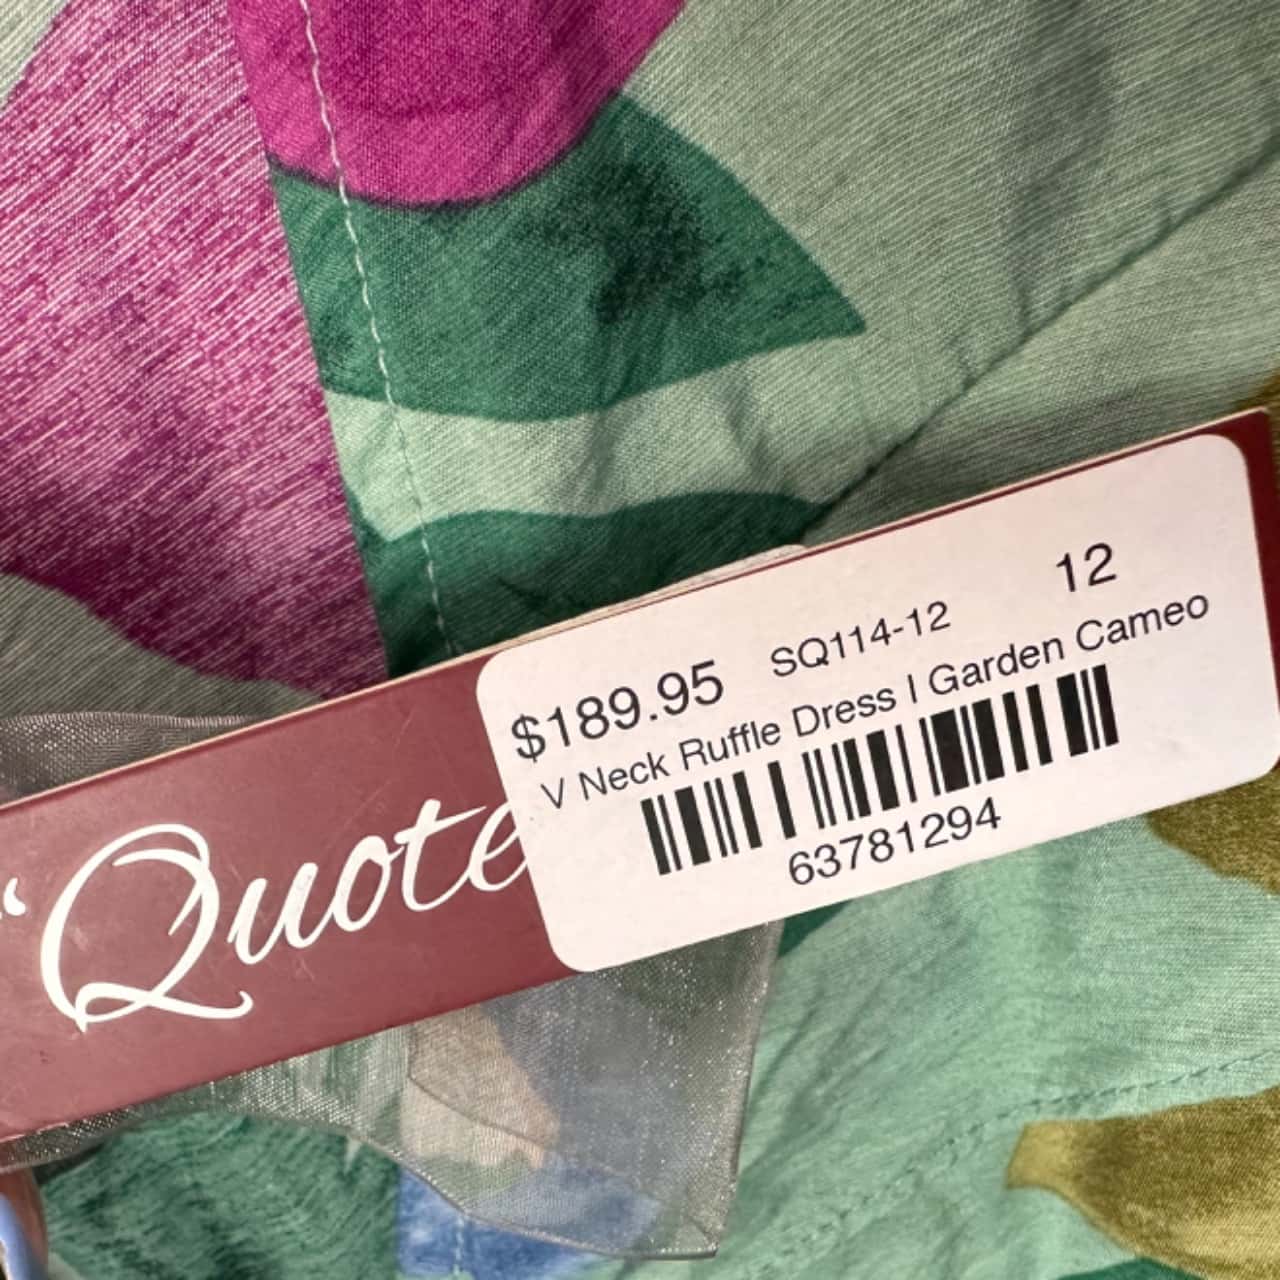 12
$189.95 SQ114-12
V Neck Ruffle Dress I Garden Cameo
63781294
“Quote